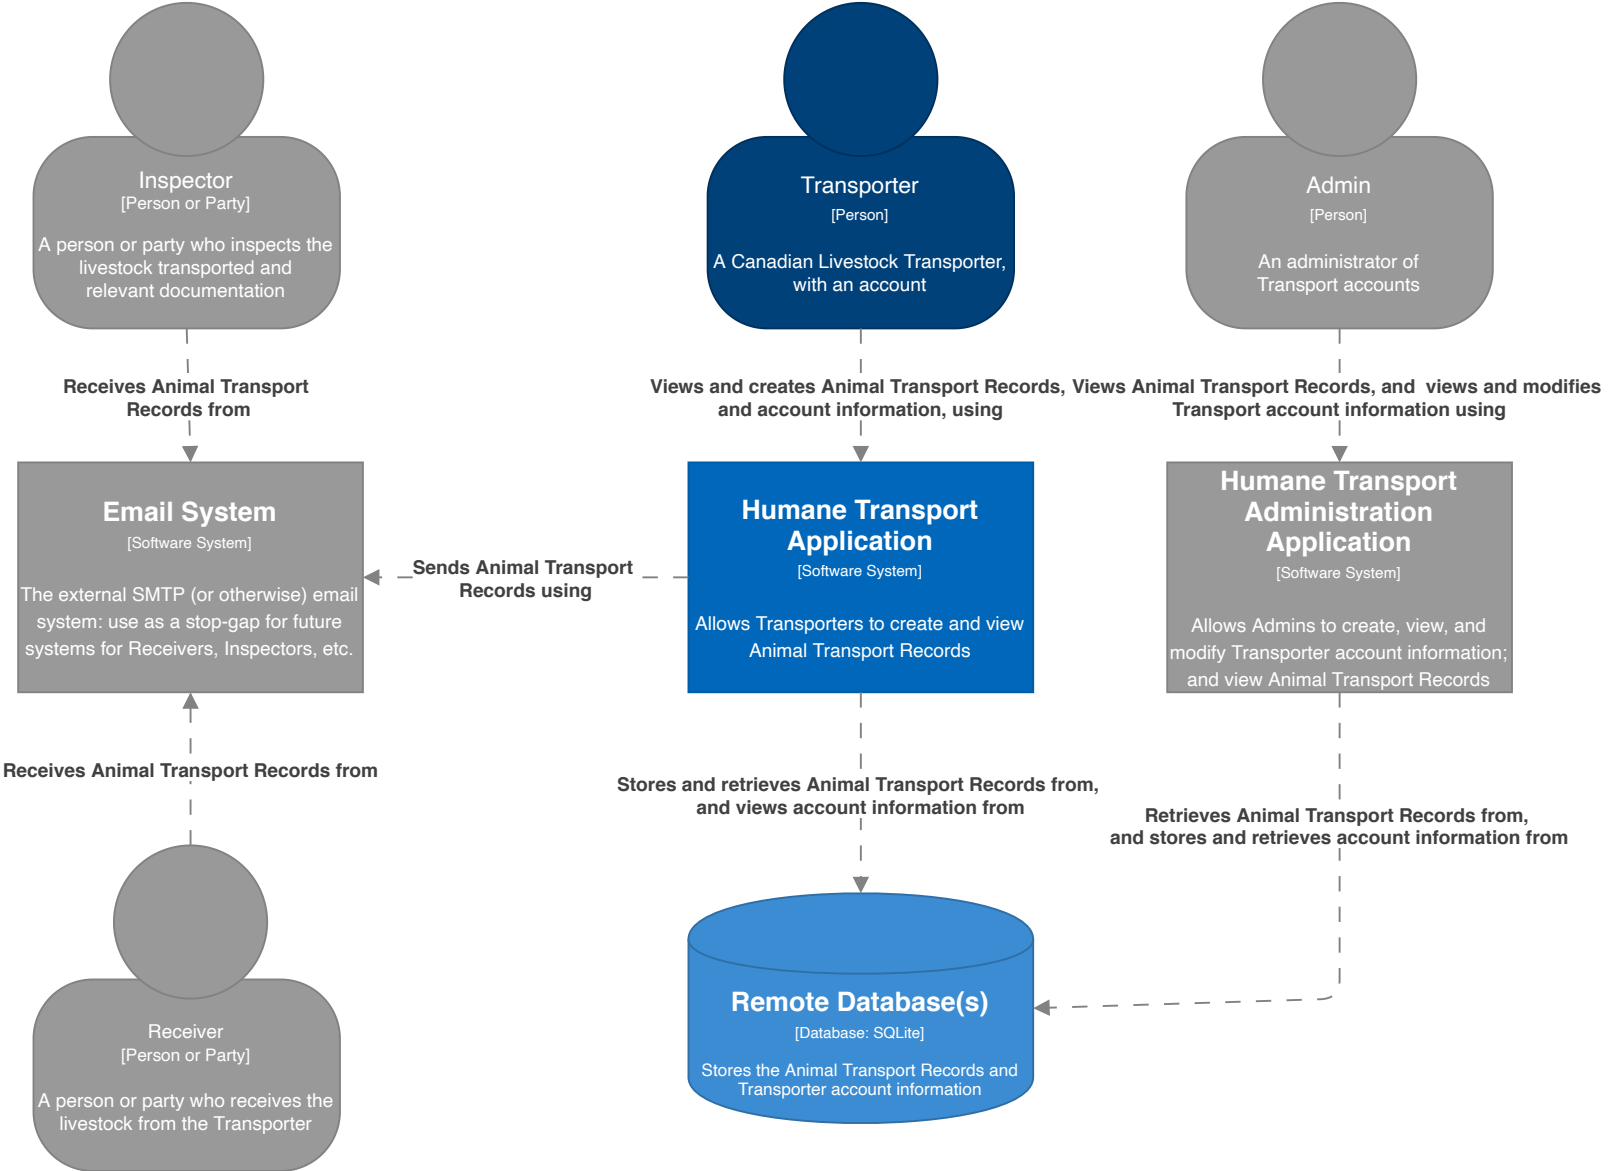 Inspector
[Person or Party]
A person or party who inspects the
livestock transported and
relevant documentation
Transporter
[Person]
A Canadian Livestock Transporter,
with an account
Admin
[Person]
An administrator of
Transport accounts
Receives Animal Transport
Records from
Views and creates Animal Transport Records,
and account information, using
Views Animal Transport Records, and views and modifies
Transport account information using
Email System
[Software System]
The external SMTP (or otherwise) email
system: use as a stop-gap for future
systems for Receivers, Inspectors, etc.
Sends Animal Transport
Records using
Humane Transport
Application
[Software System]
Allows Transporters to create and view
Animal Transport Records
Humane Transport
Administration
Application
[Software System]
Allows Admins to create, view, and
modify Transporter account information;
and view Animal Transport Records
Receives Animal Transport Records from
Stores and retrieves Animal Transport Records from,
and views account information from
Retrieves Animal Transport Records from,
and stores and retrieves account information from
Receiver
[Person or Party]
A person or party who receives the
livestock from the Transporter
Remote Database(s)
[Database: SQLite]
Stores the Animal Transport Records and
Transporter account information